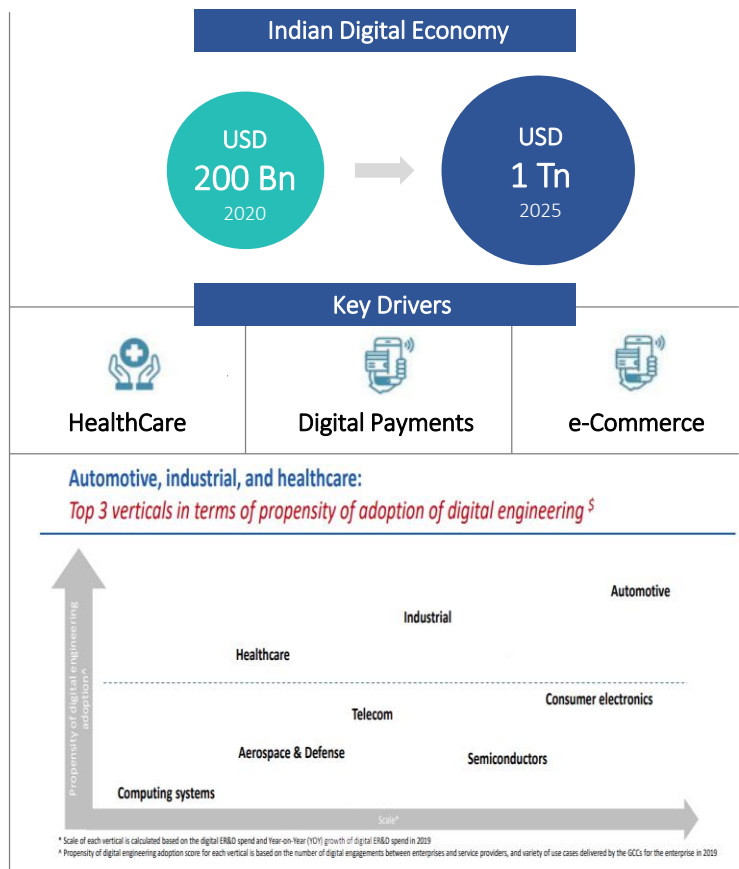 Indian Digital Economy
USD
200 Bn
2020
USD
1 Tn
2025
Key Drivers
HealthCare
Digital Payments
e-Commerce
Automotive, industrial, and healthcare:
Top 3 verticals in terms of propensity of adoption of digital engineering $
Propensity of digital engineering
adoption^
Automotive
Industrial
Healthcare
Consumer electronics
Telecom
Aerospace & Defense
Semiconductors
Computing systems
Scale*
* Scale of each vertical is calculated based on the digital ER&D spend and Year-on-Year (YOY) growth of digital ER&D spend in 2019
^ Propensity of digital engineering adoption score for each vertical is based on the number of digital engagements between enterprises and service providers, and variety of use cases delivered by the GCCs for the enterprise in 2019